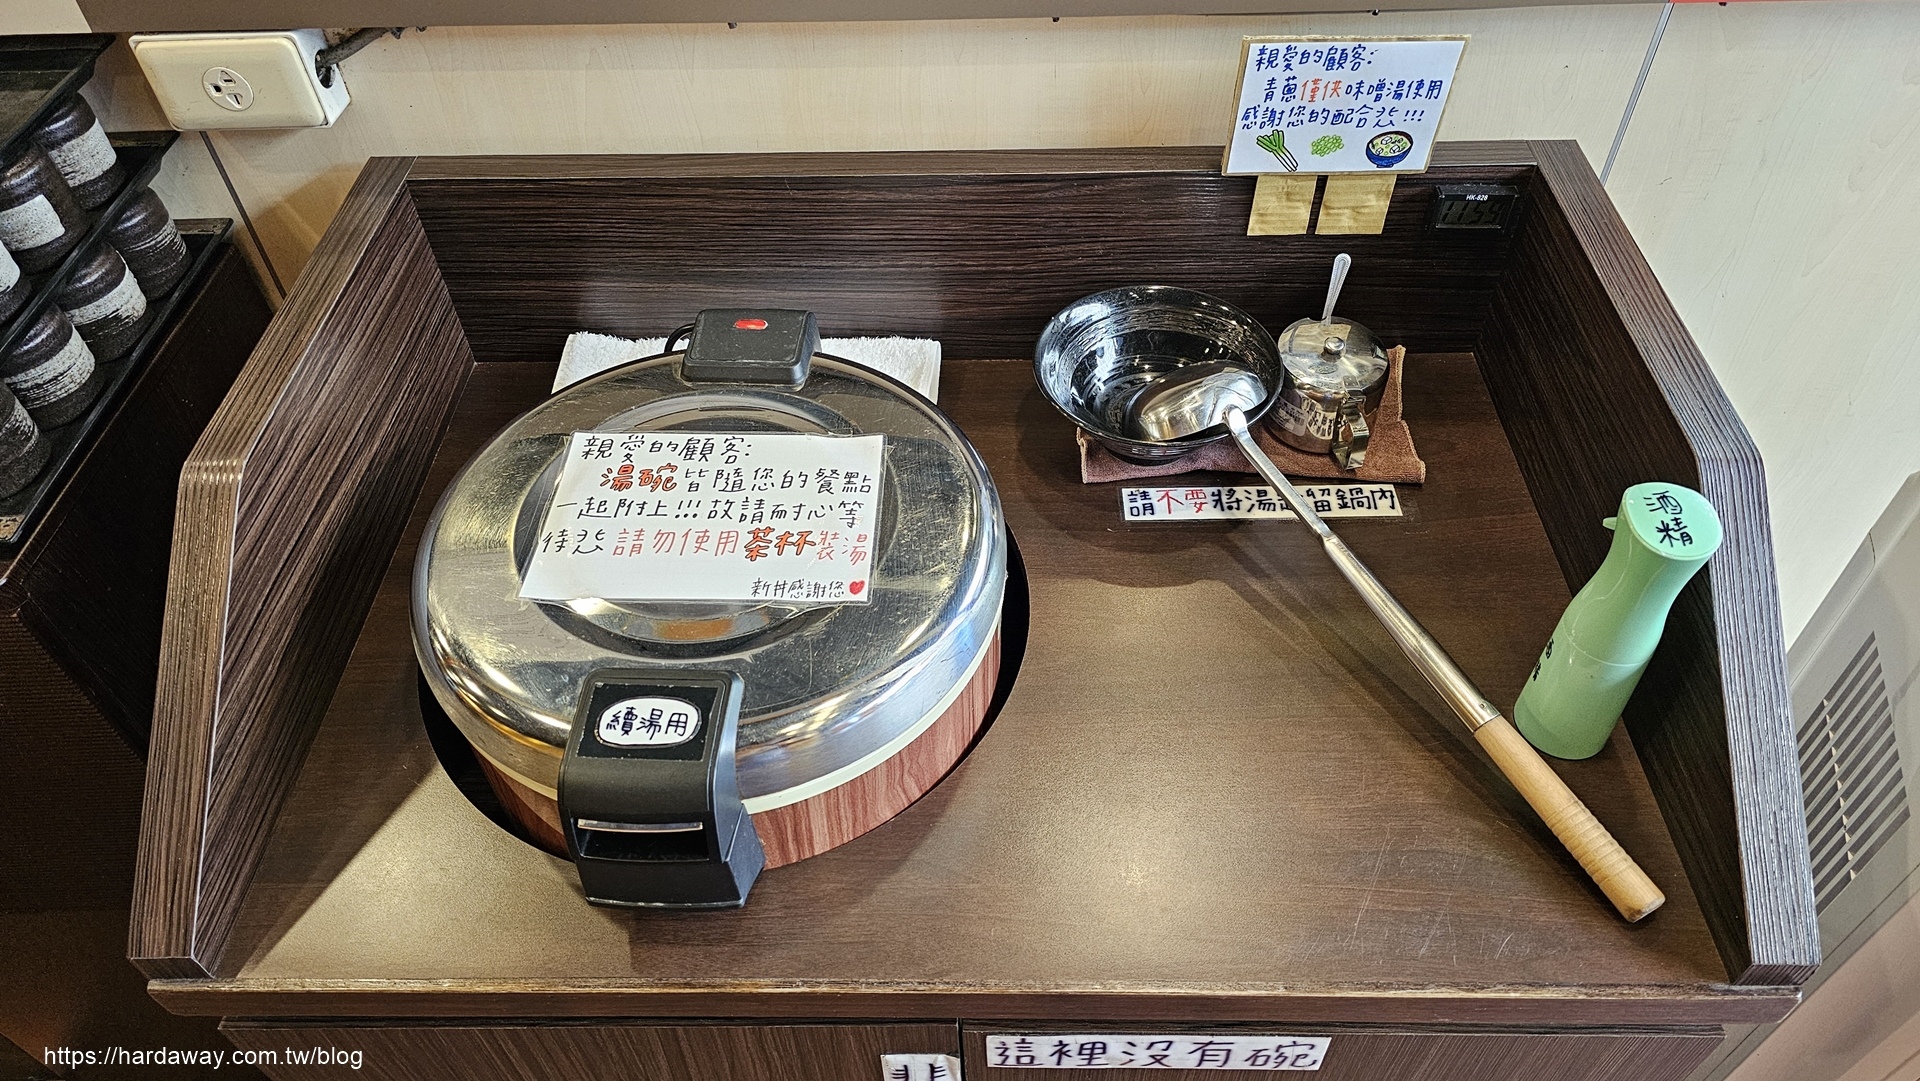 親愛的顧客:
青蔥僅供味噌湯使用
感謝您的配合!!!
HK-828
親愛的顧客:
湯碗皆隨您的餐點
一起附上!!!故請耐心等
待 請勿使用茶杯裝湯
新丼感謝您
請不要將湯 留鍋內
酒精
續湯用
這裡沒有碗
https://hardaway.com.tw/blog